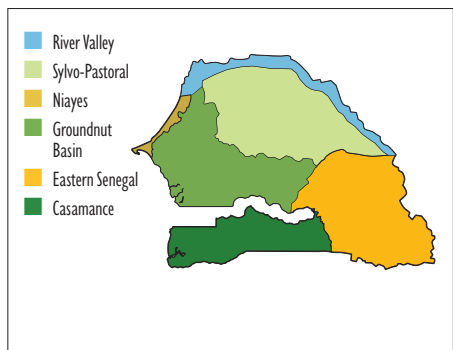 River Valley
Sylvo-Pastoral
Niayes
Groundnut
Basin
Eastern Senegal
Casamance